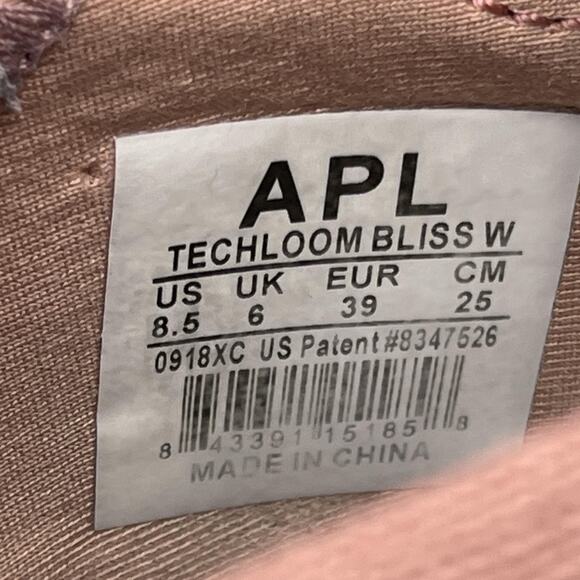 APL
TECHLOOM BLISS W
US UK EUR CM
8.5 6 39 25
0918XC US Patent#8347526
8 43391 15185 8
MADE IN CHINA